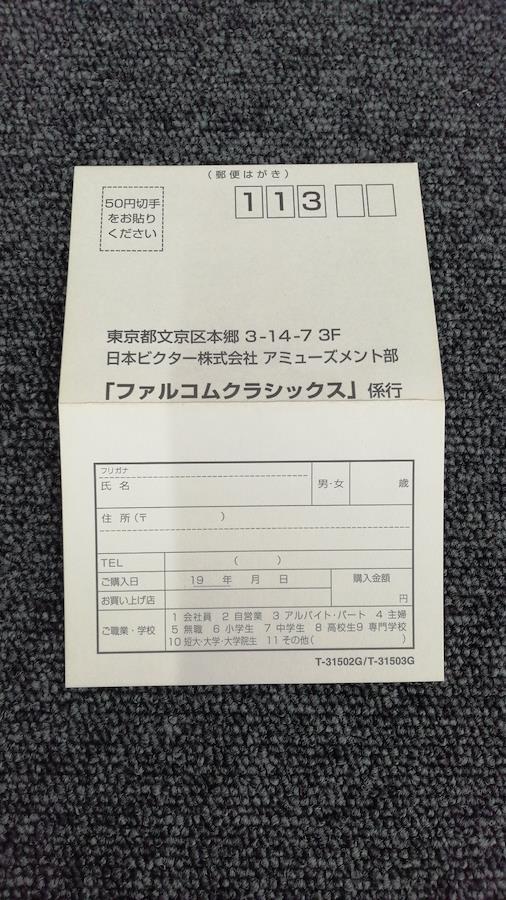 （郵便はがき）
50円切手
をお貼り
ください
113
東京都文京区本郷 3-14-7 3F
日本ビクター株式会社 アミューズメント部
「ファルコムクラシックス」係行
フリガナ
氏 名
男・女
歳
住 所（〒　　　）
TEL　　　（　　）
ご購入日　19　年　月　日
購入金額
お買い上げ店
円
ご職業・学校
1 会社員 2 自営業 3 アルバイト・パート 4 主婦
5 無職 6 小学生 7 中学生 8 高校生9 専門学校
10 短大・大学・大学院生 11 その他（　　　）
T-31502G/T-31503G